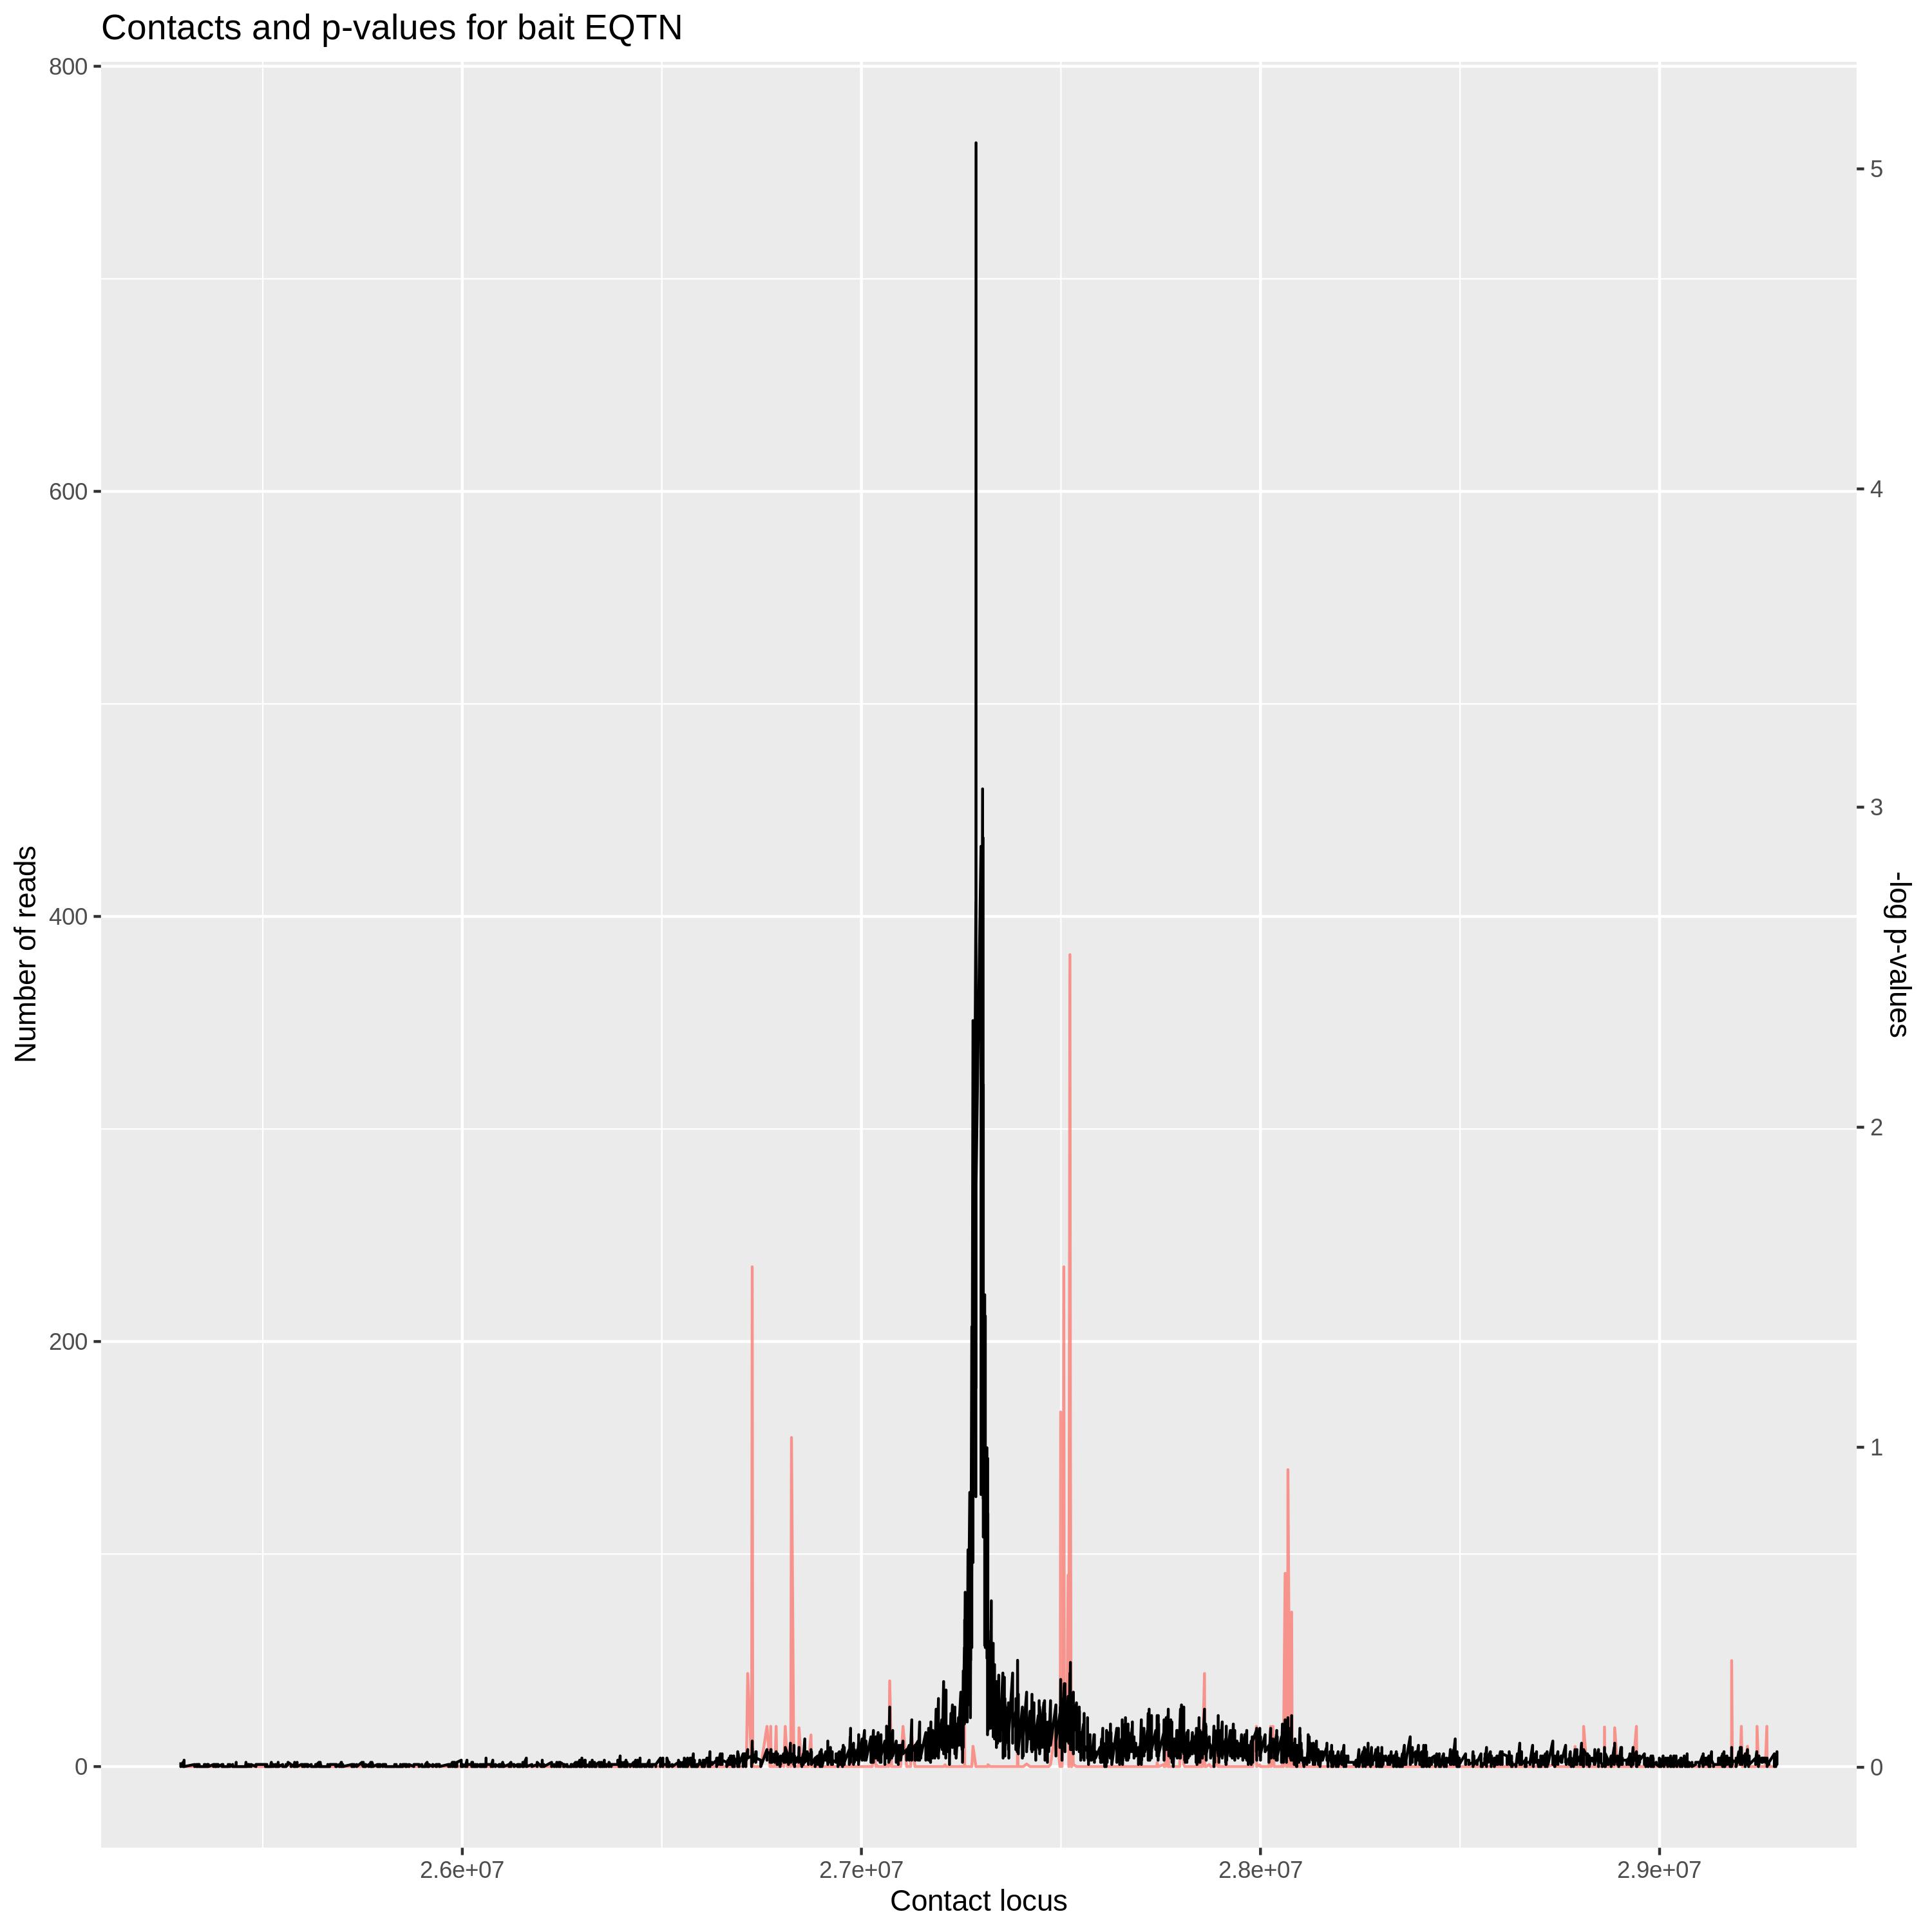 Contacts and p-values for bait EQTN
800
600
400
200
0
Number of reads
5
4
3
2
1
0
-log p-values
2.6e+07
2.7e+07
2.8e+07
2.9e+07
Contact locus